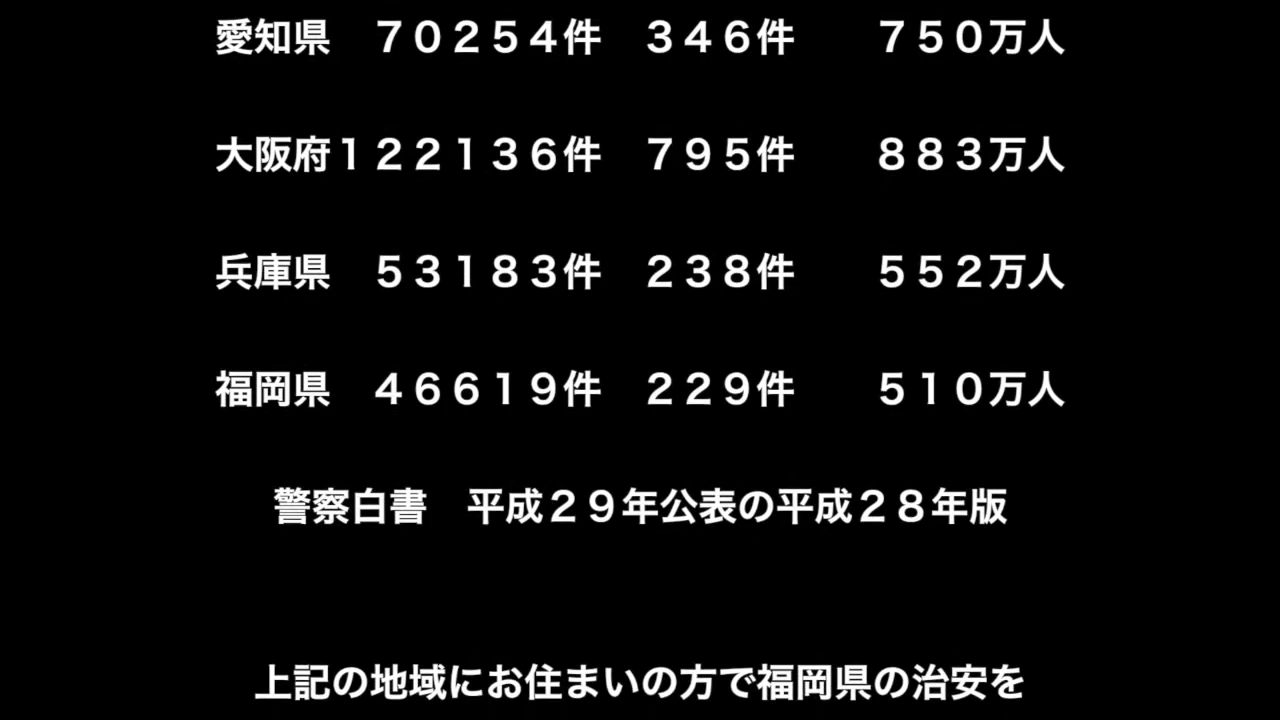 愛知県　７０２５４件　３４６件　　７５０万人
大阪府１２２１３６件　７９５件　　８８３万人
兵庫県　５３１８３件　２３８件　　５５２万人
福岡県　４６６１９件　２２９件　　５１０万人
警察白書　平成２９年公表の平成２８年版
上記の地域にお住まいの方で福岡県の治安を